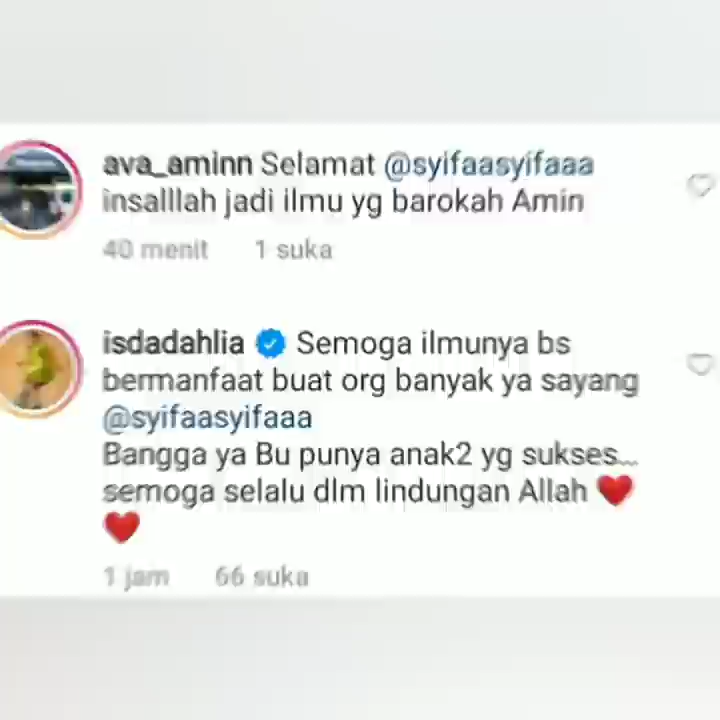 ava_aminn Selamat @syifaasyifaaa
insalllah jadi ilmu yg barokah Amin
40 menit 1 suka
isdadahlia Semoga ilmunya bs
bermanfaat buat org banyak ya sayang
@syifaasyifaaa
Bangga ya Bu punya anak2 yg sukses...
semoga selalu dlm lindungan Allah ❤️
❤️
1 jam 66 suka